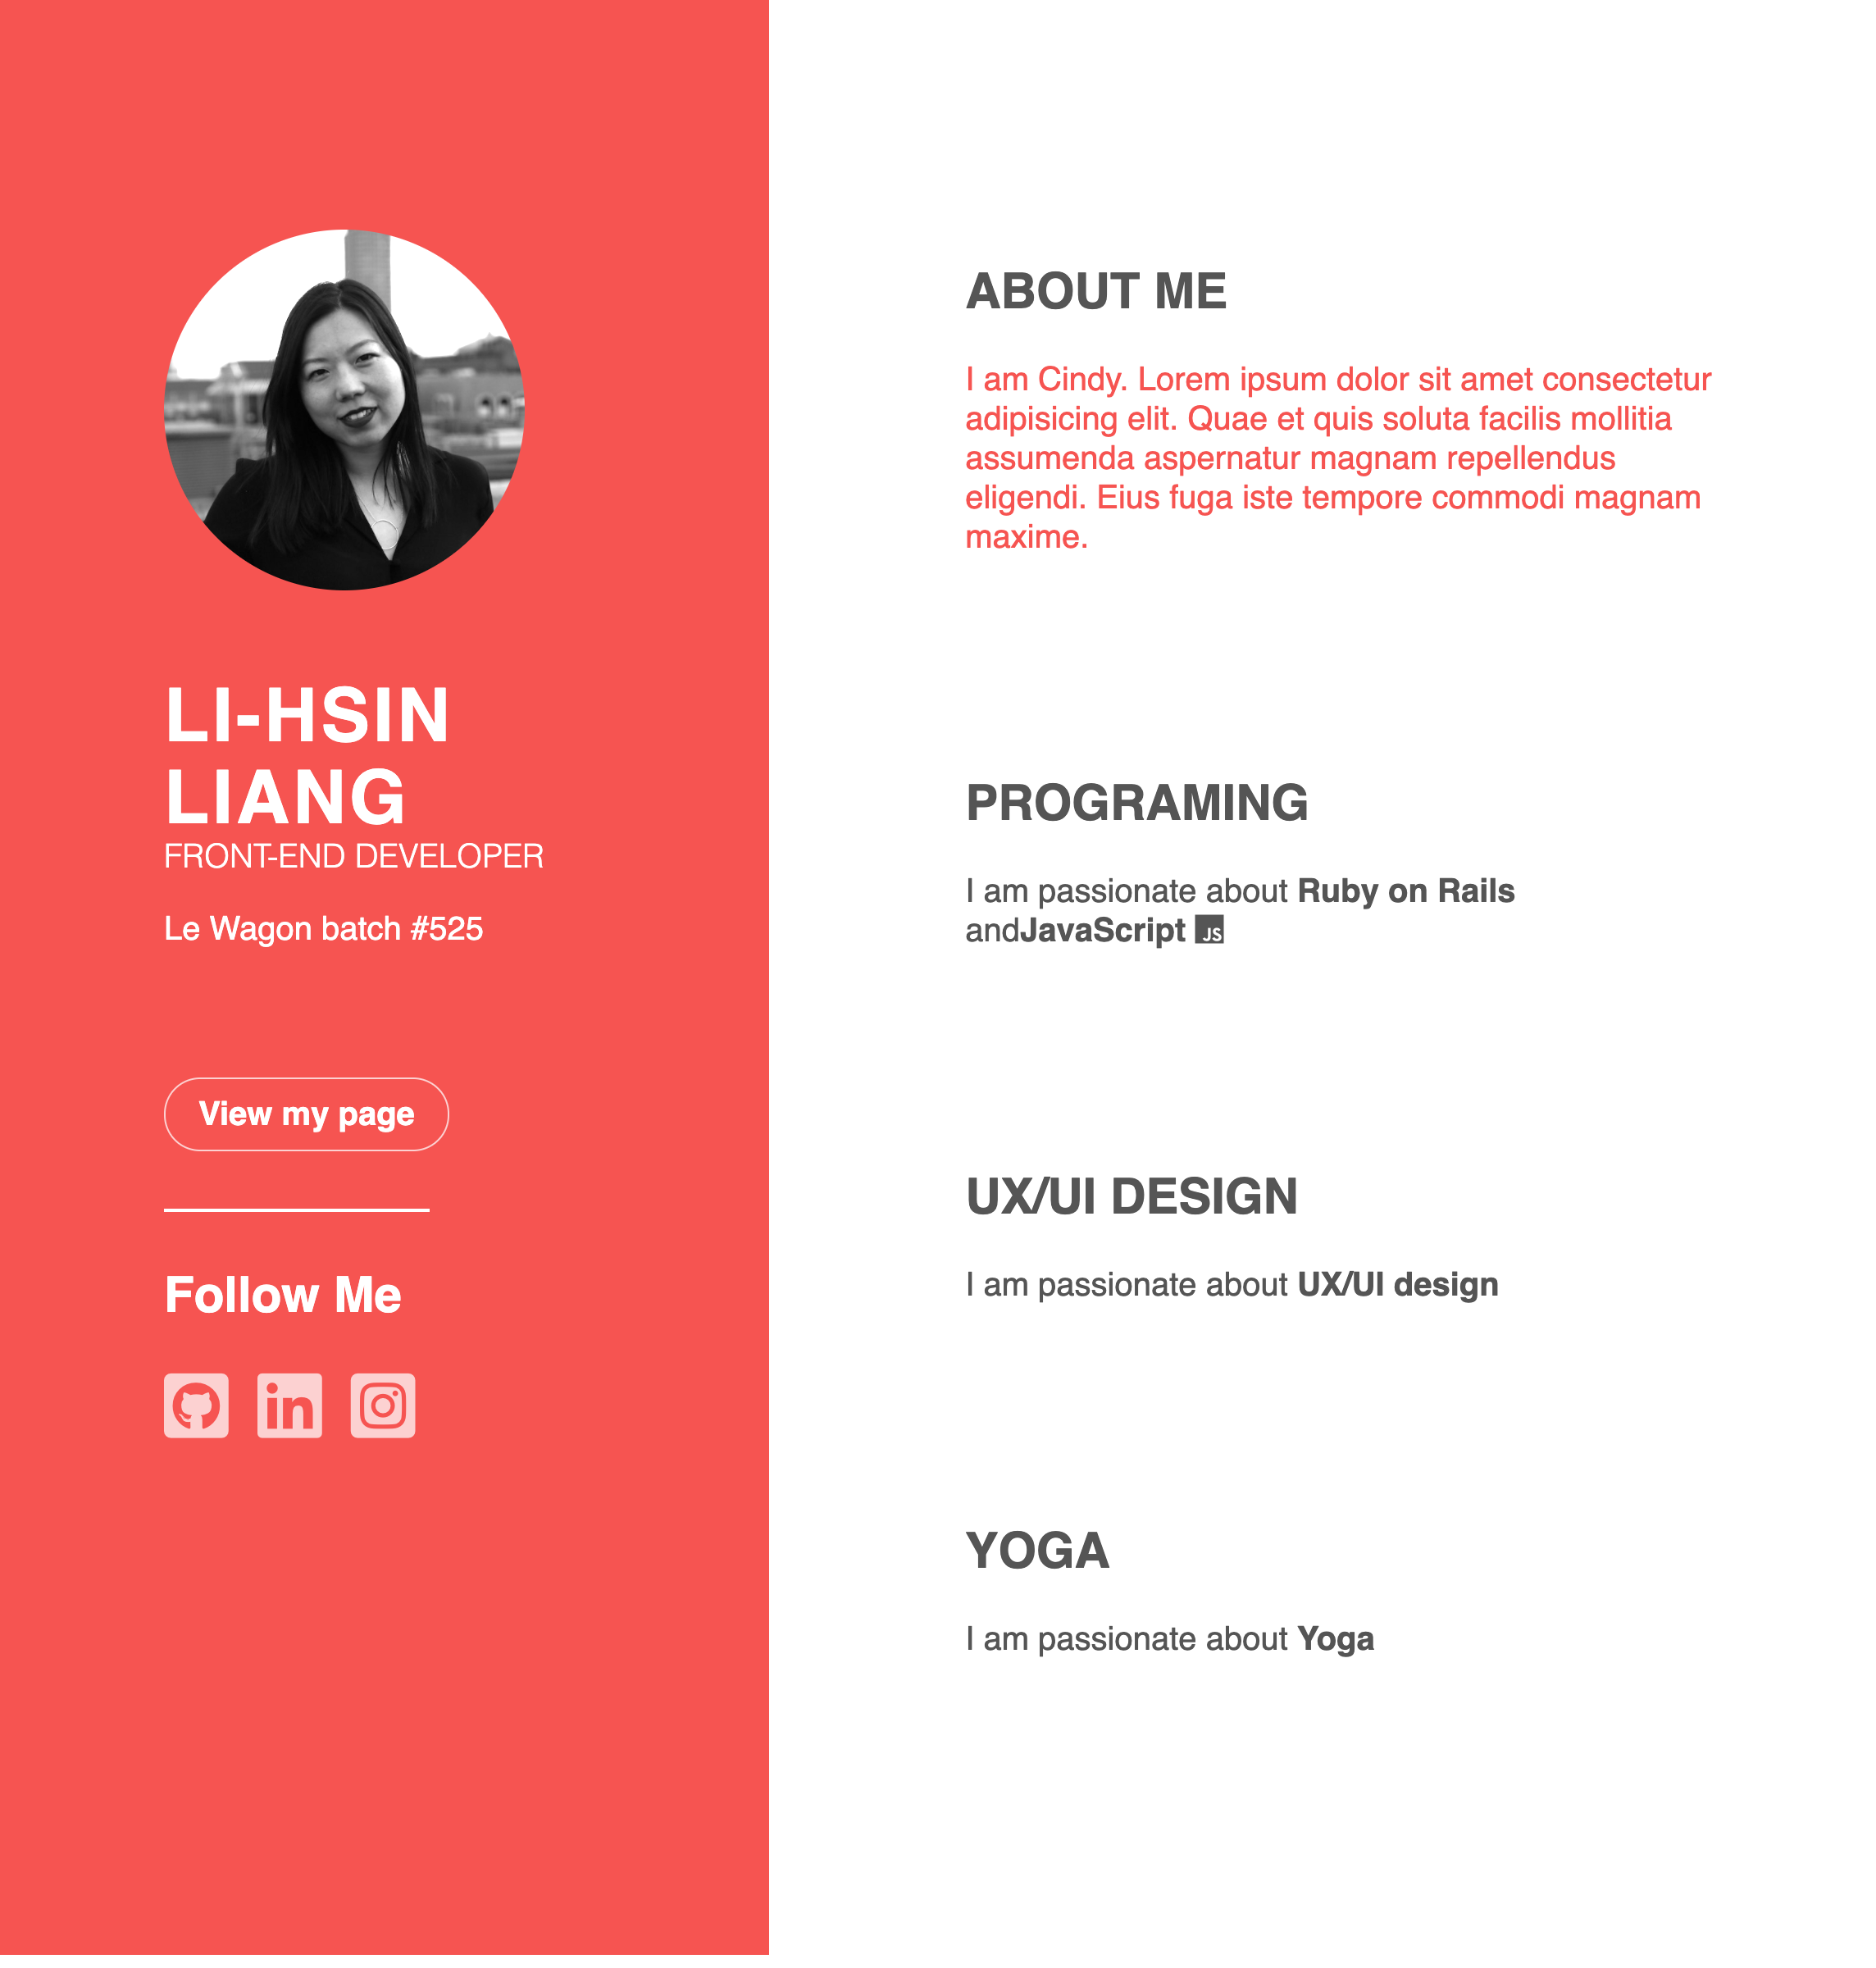 LI-HSIN
LIANG
FRONT-END DEVELOPER
Le Wagon batch #525
View my page
Follow Me
in
ABOUT ME
I am Cindy. Lorem ipsum dolor sit amet consectetur
adipisicing elit. Quae et quis soluta facilis mollitia
assumenda aspernatur magnam repellendus
eligendi. Eius fuga iste tempore commodi magnam
maxime.
PROGRAMING
I am passionate about Ruby on Rails
andJavaScript JS
UX/UI DESIGN
I am passionate about UX/UI design
YOGA
I am passionate about Yoga